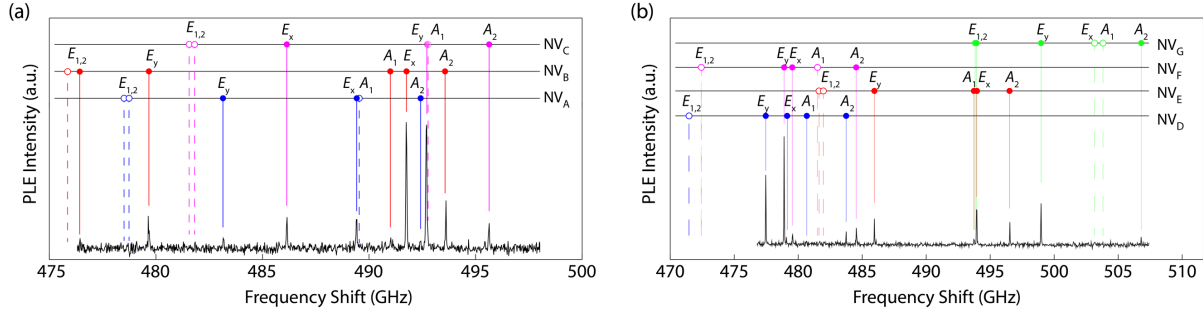 (a)
PLE Intensity (a.u.)
E1,2 Ex Ey A1 A2 NVC
E1,2 Ey A1 Ex A2 NVB
E1,2 Ey Ex A1 A2 NVA
475 480 485 490 495 500
Frequency Shift (GHz)
(b)
PLE Intensity (a.u.)
E1,2 Ey Ex A1 A2 NVG
E1,2 Ey Ex A1 A2 NVF
E1,2 Ey A1 Ex A2 NVE
E1,2 Ey Ex A1 A2 NVD
470 475 480 485 490 495 500 505 510
Frequency Shift (GHz)